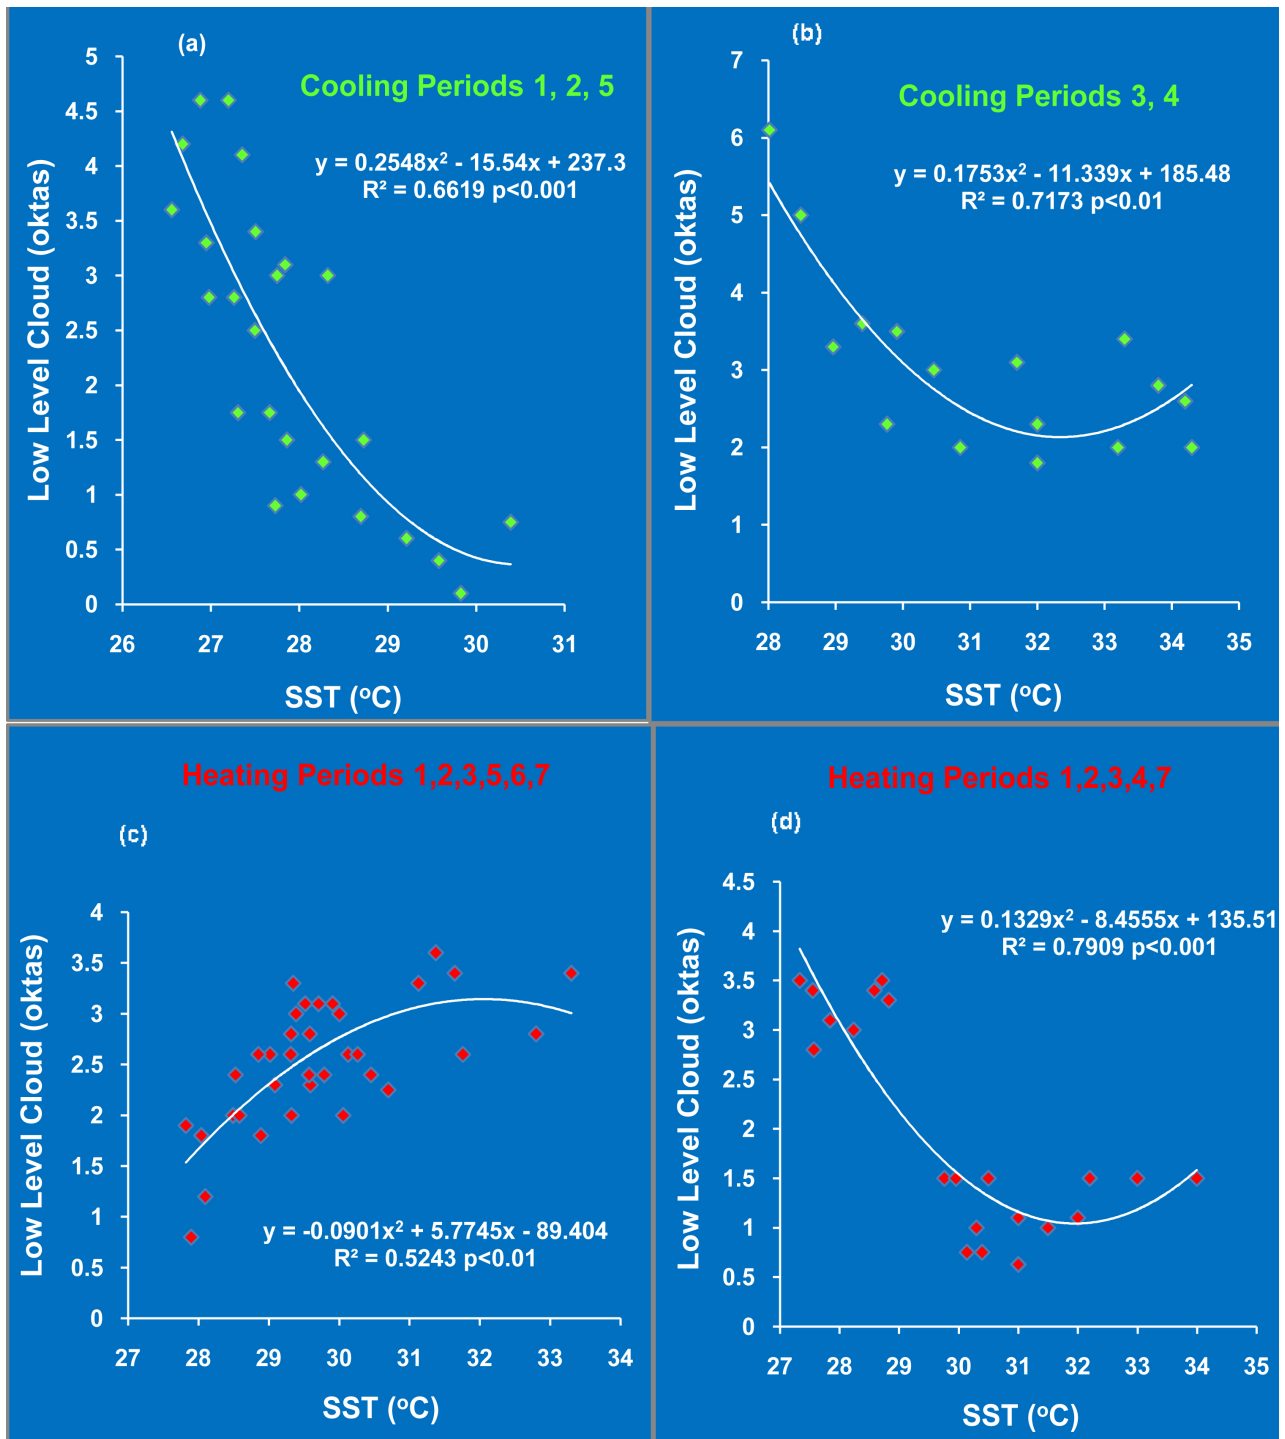 (a)
Cooling Periods 1, 2, 5
y = 0.2548x² - 15.54x + 237.3
R² = 0.6619 p<0.001
Low Level Cloud (oktas)
5
4.5
4
3.5
3
2.5
2
1.5
1
0.5
0
26 27 28 29 30 31
SST (ºC)
(b)
Cooling Periods 3, 4
y = 0.1753x² - 11.339x + 185.48
R² = 0.7173 p<0.01
Low Level Cloud (oktas)
7
6
5
4
3
2
1
0
28 29 30 31 32 33 34 35
SST (ºC)
Heating Periods 1,2,3,5,6,7
(c)
Low Level Cloud (oktas)
4
3.5
3
2.5
2
1.5
1
0.5
0
y = -0.0901x² + 5.7745x - 89.404
R² = 0.5243 p<0.01
27 28 29 30 31 32 33 34
SST (ºC)
Heating Periods 1,2,3,4,7
(d)
y = 0.1329x² - 8.4555x + 135.51
R² = 0.7909 p<0.001
Low Level Cloud (oktas)
4.5
4
3.5
3
2.5
2
1.5
1
0.5
0
27 28 29 30 31 32 33 34 35
SST (ºC)